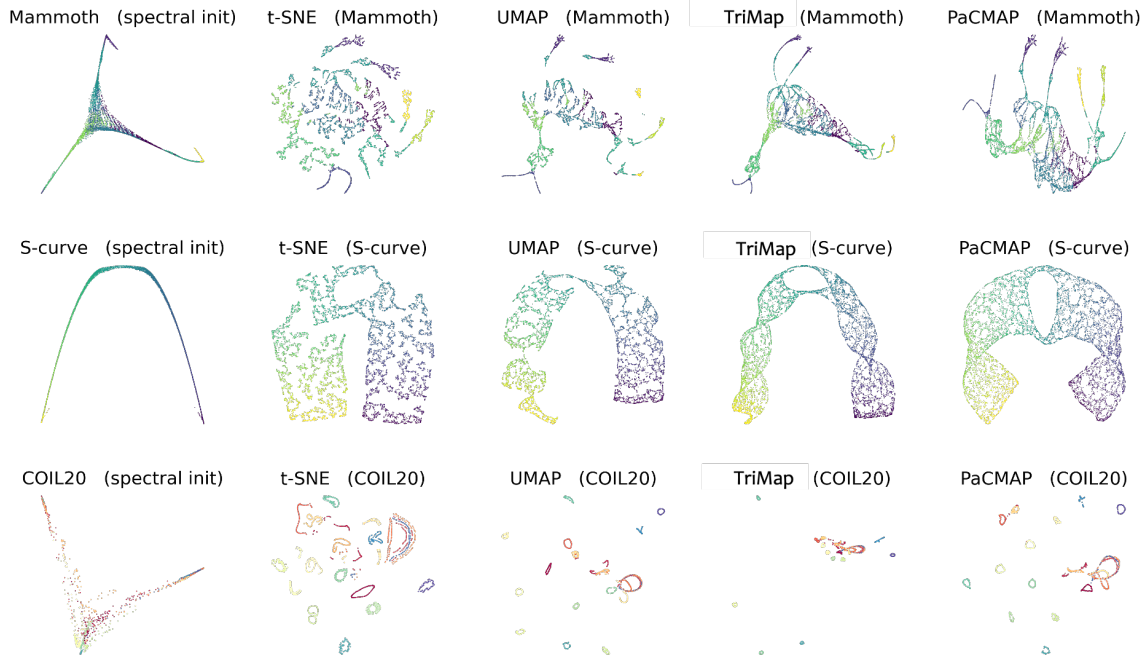 Mammoth (spectral init)
t-SNE (Mammoth)
UMAP (Mammoth)
TriMap (Mammoth)
PaCMAP (Mammoth)
S-curve (spectral init)
t-SNE (S-curve)
UMAP (S-curve)
TriMap (S-curve)
PaCMAP (S-curve)
COIL20 (spectral init)
t-SNE (COIL20)
UMAP (COIL20)
TriMap (COIL20)
PaCMAP (COIL20)